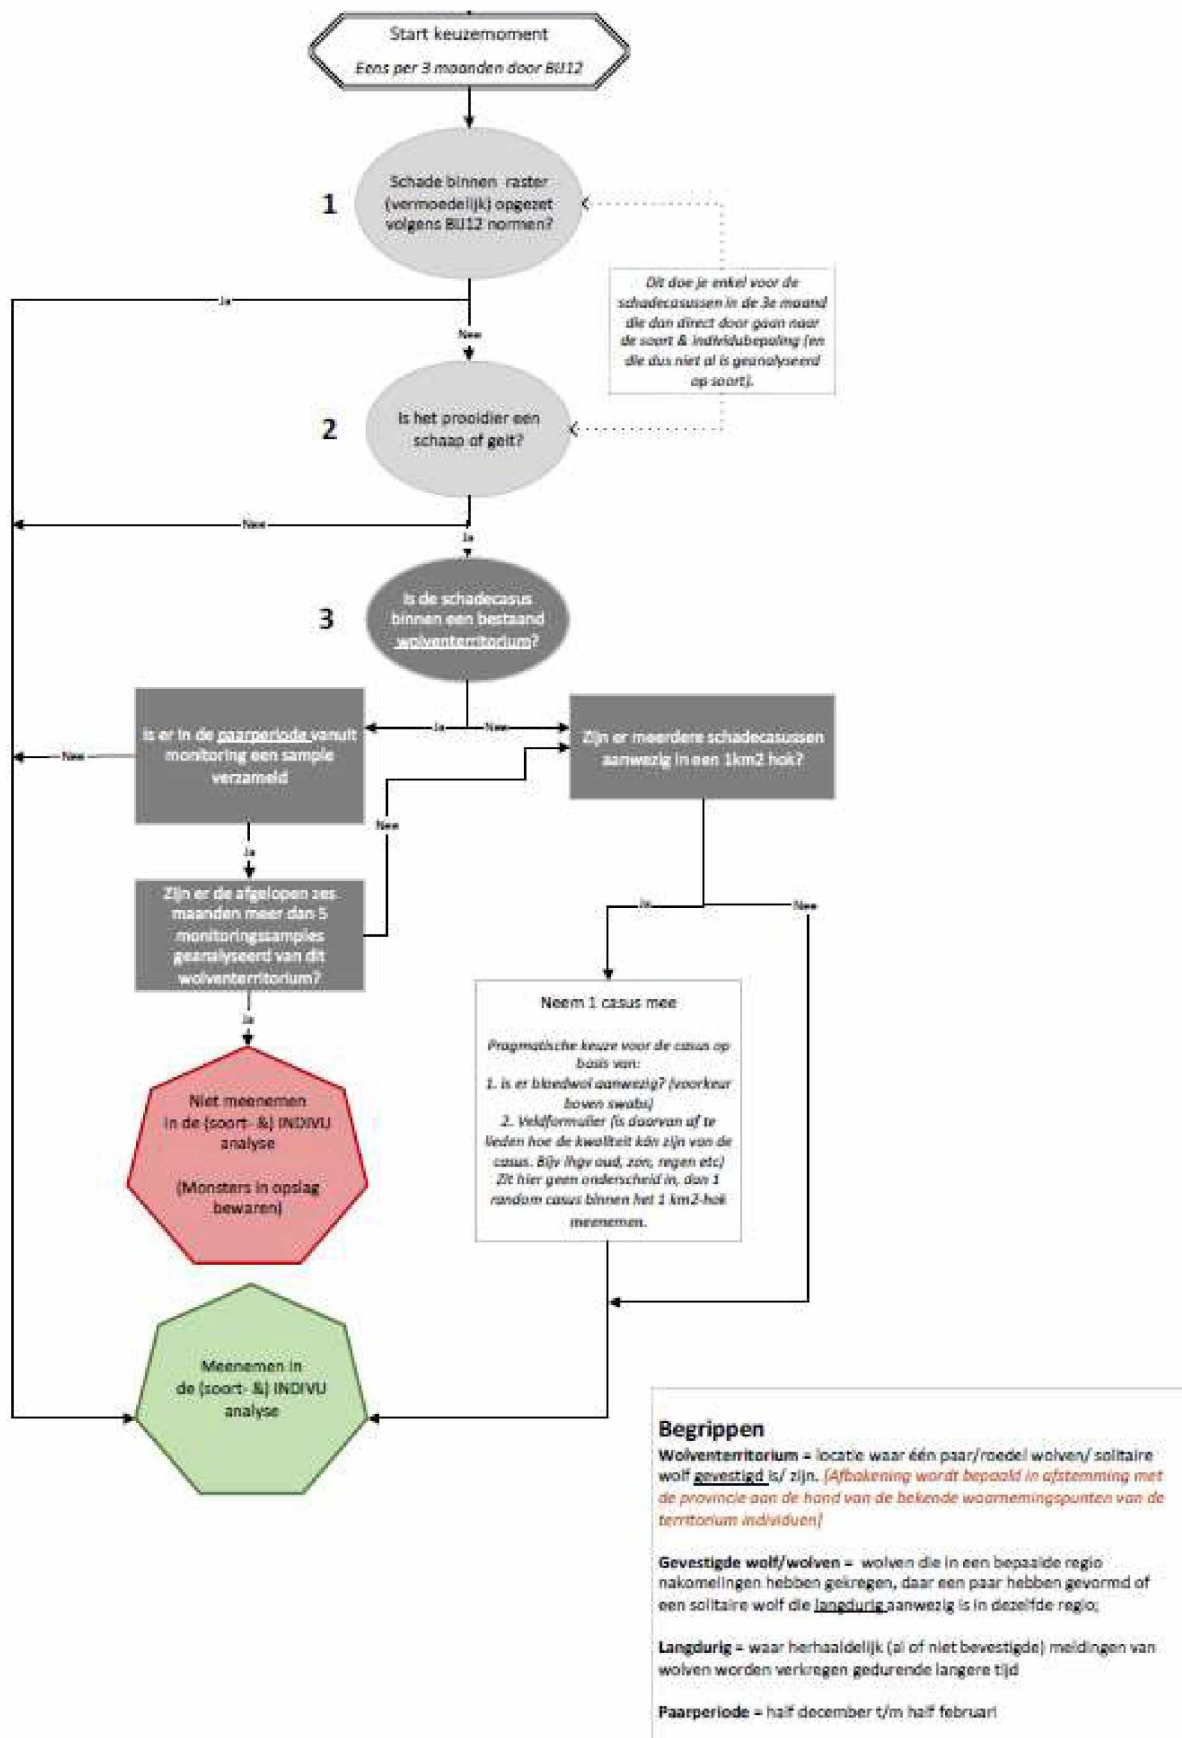 Start keuzemoment
Eens per 3 maanden door BIJ12
1
Schade binnen raster
(vermoedelijk) opgezet
volgens BIJ12 normen?
Dit doe je enkel voor de
schadecasussen in de 3e maand
die dan direct door gaan naar
de soort & individubepaling (en
die dus niet al is geanalyseerd
op soort).
Ja
Nee
2
Is het prooidier een
schaap of geit?
Nee
Ja
3
Is de schadecasus
binnen een bestaand
wolventerritorium?
Ja
Nee
Is er in de paarperiode vanuit
monitoring een sample
verzameld
Nee
Zijn er meerdere schadecasussen
aanwezig in een 1km2 hok?
Nee
Ja
Zijn er de afgelopen zes
maanden meer dan 5
monitoringssamples
geanalyseerd van dit
wolventerritorium?
Ja
Nee
Ja
Neem 1 casus mee
Pragmatische keuze voor de casus op
basis van:
1. is er bloedwol aanwezig? (voorkeur
boven swabs)
2. Veldformulier (is daarvan af te
lieden hoe de kwaliteit kán zijn van de
casus. Bijv ihgv oud, zon, regen etc)
Zit hier geen onderscheid in, dan 1
random casus binnen het 1 km2-hok
meenemen.
Niet meenemen
in de (soort- &) INDIVU
analyse
(Monsters in opslag
bewaren)
Meenemen in
de (soort- &) INDIVU
analyse
Begrippen
Wolventerritorium = locatie waar één paar/roedel wolven/ solitaire
wolf gevestigd is/ zijn. (Afbakening wordt bepaald in afstemming met
de provincie aan de hand van de bekende waarnemingspunten van de
territorium individuen)
Gevestigde wolf/wolven = wolven die in een bepaalde regio
nakomelingen hebben gekregen, daar een paar hebben gevormd of
een solitaire wolf die langdurig aanwezig is in dezelfde regio;
Langdurig = waar herhaaldelijk (al of niet bevestigde) meldingen van
wolven worden verkregen gedurende langere tijd
Paarperiode = half december t/m half februari